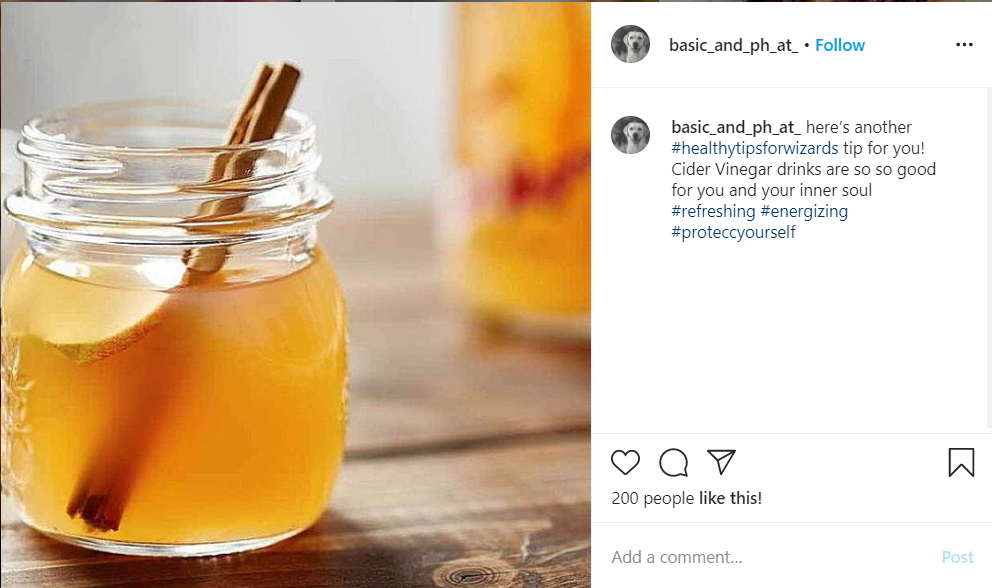 basic_and_ph_at_ • Follow
basic_and_ph_at_ here's another
#healthytipsforwizards tip for you!
Cider Vinegar drinks are so so good
for you and your inner soul
#refreshing #energizing
#proteccyourself
200 people like this!
Add a comment... Post